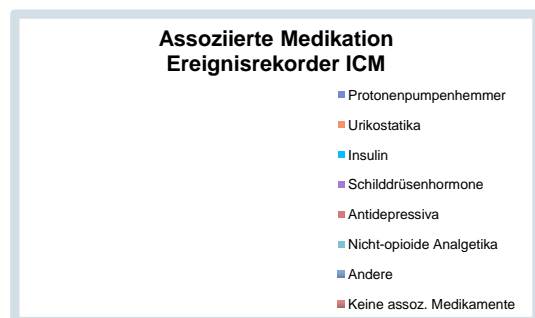 Assoziierte Medikation
Ereignisrekorder ICM
Protonenpumpenhemmer
Urikostatika
Insulin
Schilddrüsenhormone
Antidepressiva
Nicht-opioide Analgetika
Andere
Keine assoz. Medikamente